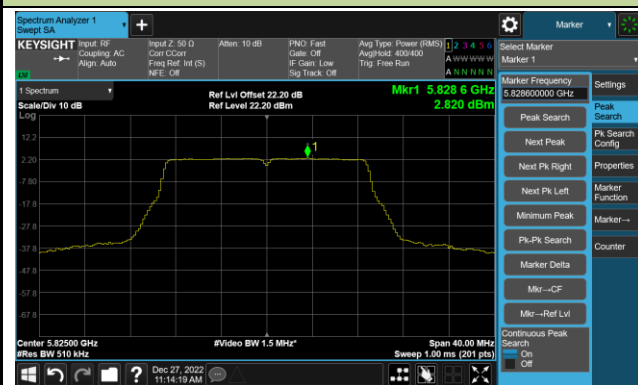 Spectrum Analyzer 1
Swept SA
Marker
KEYSIGHT
Input: RF
Coupling: AC
Align: Auto
Input Z: 50 Ω
Corr CCorr
Freq Ref: Int (S)
NFE: Off
Atten: 10 dB
PNO: Fast
Gate: Off
IF Gain: Low
Sig Track: Off
Avg Type: Power (RMS)
Avg|Hold: 400/400
Trig: Free Run
1 2 3 4 5 6
A W W W W W
A N N N N N
LXI
Select Marker
Marker 1
1 Spectrum
Scale/Div 10 dB
Log
Ref Lvl Offset 22.20 dB
Ref Level 22.20 dBm
Mkr1 5.828 6 GHz
2.820 dBm
1
12.2
2.20
-7.80
-17.8
-27.8
-37.8
-47.8
-57.8
-67.8
Center 5.82500 GHz
#Res BW 510 kHz
#Video BW 1.5 MHz*
Span 40.00 MHz
Sweep 1.00 ms (201 pts)
Marker Frequency
5.828600000 GHz
Peak Search
Next Peak
Next Pk Right
Next Pk Left
Minimum Peak
Pk-Pk Search
Marker Delta
Mkr→CF
Mkr→Ref Lvl
Continuous Peak
Search
On
Off
Settings
Peak
Search
Pk Search
Config
Properties
Marker
Function
Marker→
Counter
Dec 27, 2022
11:14:19 AM